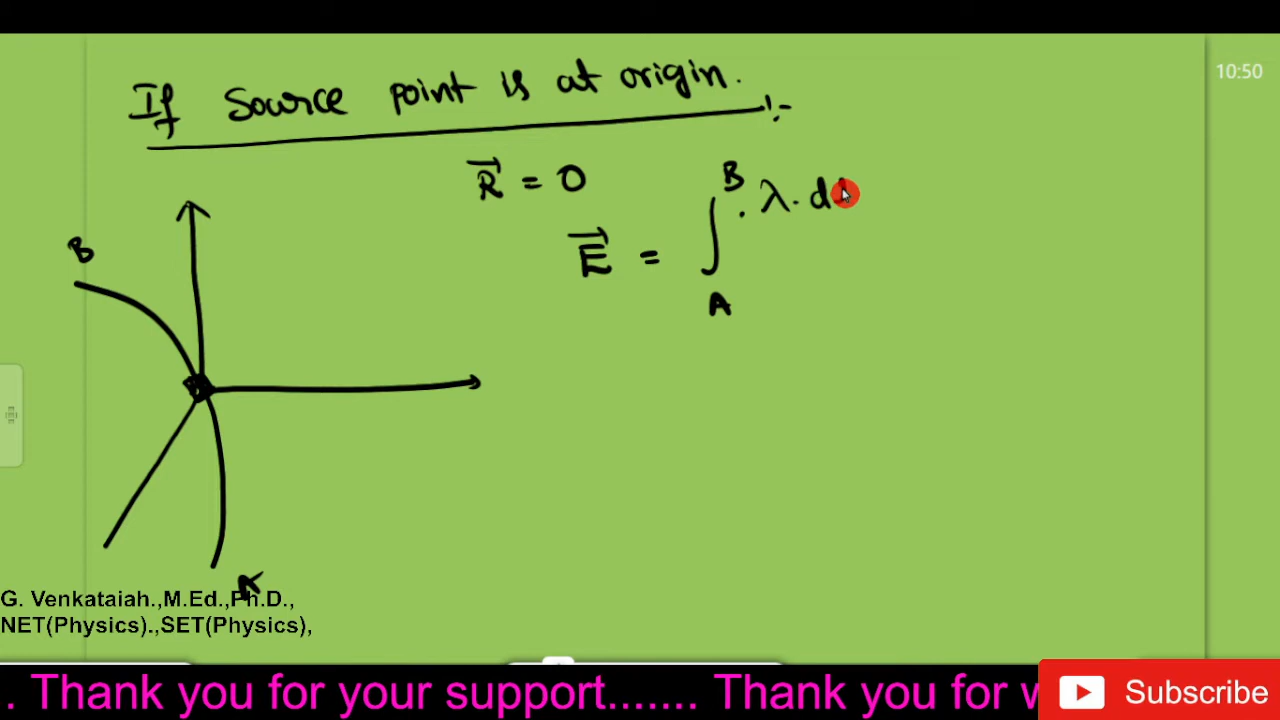 If Source point is at origin. :-
10:50
R⃗ = 0
B
E⃗ = ∫ λ. d
A
B
A
G. Venkataiah.,M.Ed.,Ph.D.,
NET(Physics).,SET(Physics),
. Thank you for your support....... Thank you for
Subscribe